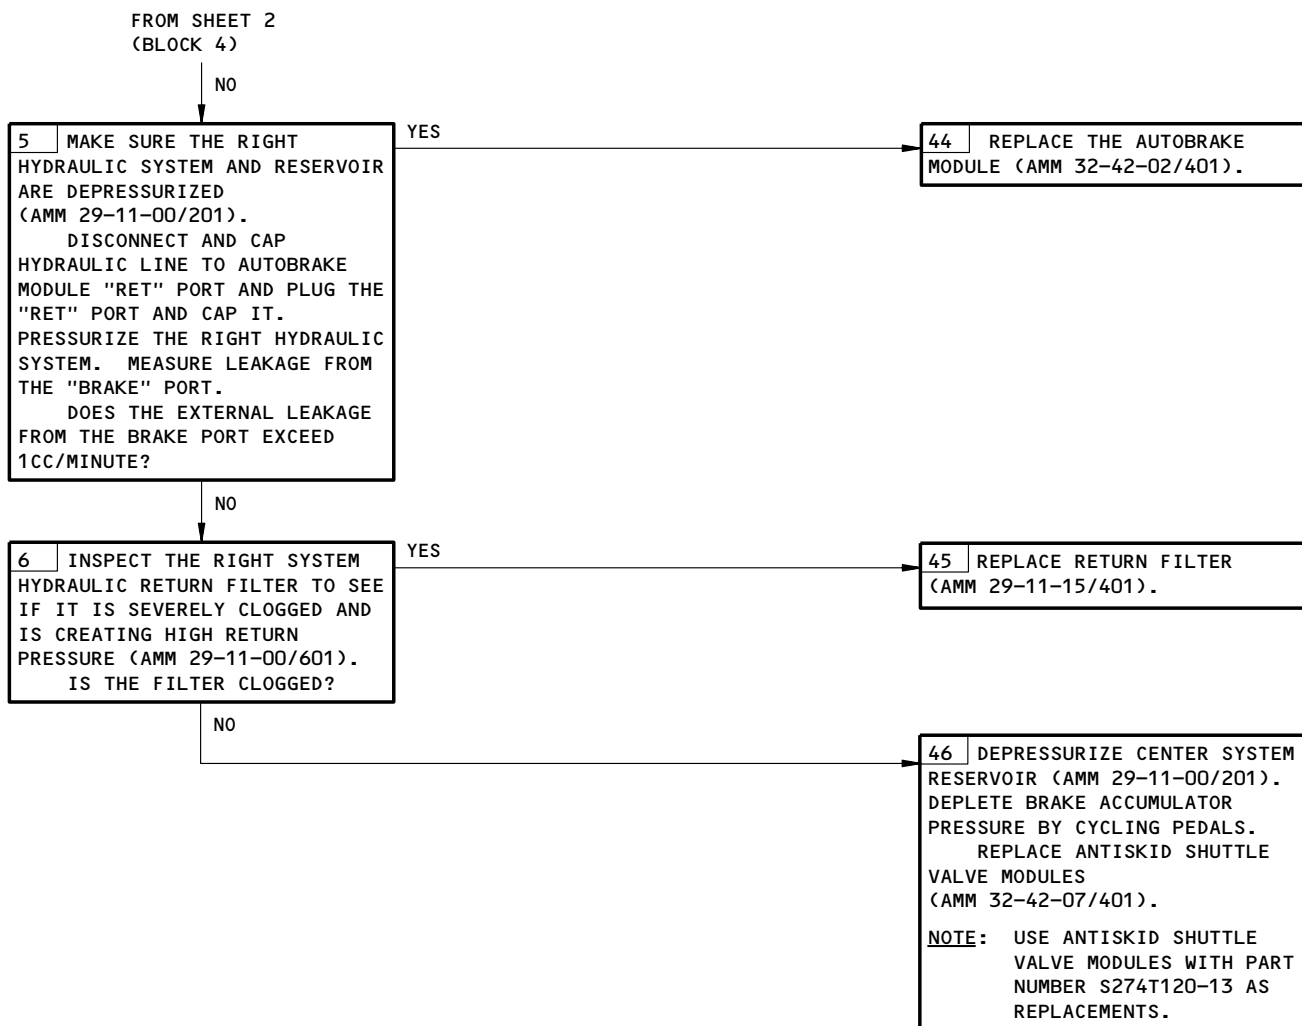 FROM SHEET 2
(BLOCK 4)
NO
5 MAKE SURE THE RIGHT
HYDRAULIC SYSTEM AND RESERVOIR
ARE DEPRESSURIZED
(AMM 29-11-00/201).
DISCONNECT AND CAP
HYDRAULIC LINE TO AUTOBRAKE
MODULE "RET" PORT AND PLUG THE
"RET" PORT AND CAP IT.
PRESSURIZE THE RIGHT HYDRAULIC
SYSTEM. MEASURE LEAKAGE FROM
THE "BRAKE" PORT.
DOES THE EXTERNAL LEAKAGE
FROM THE BRAKE PORT EXCEED
1CC/MINUTE?
YES
44 REPLACE THE AUTOBRAKE
MODULE (AMM 32-42-02/401).
NO
6 INSPECT THE RIGHT SYSTEM
HYDRAULIC RETURN FILTER TO SEE
IF IT IS SEVERELY CLOGGED AND
IS CREATING HIGH RETURN
PRESSURE (AMM 29-11-00/601).
IS THE FILTER CLOGGED?
YES
45 REPLACE RETURN FILTER
(AMM 29-11-15/401).
NO
46 DEPRESSURIZE CENTER SYSTEM
RESERVOIR (AMM 29-11-00/201).
DEPLETE BRAKE ACCUMULATOR
PRESSURE BY CYCLING PEDALS.
REPLACE ANTISKID SHUTTLE
VALVE MODULES
(AMM 32-42-07/401).
NOTE: USE ANTISKID SHUTTLE
VALVE MODULES WITH PART
NUMBER S274T120-13 AS
REPLACEMENTS.